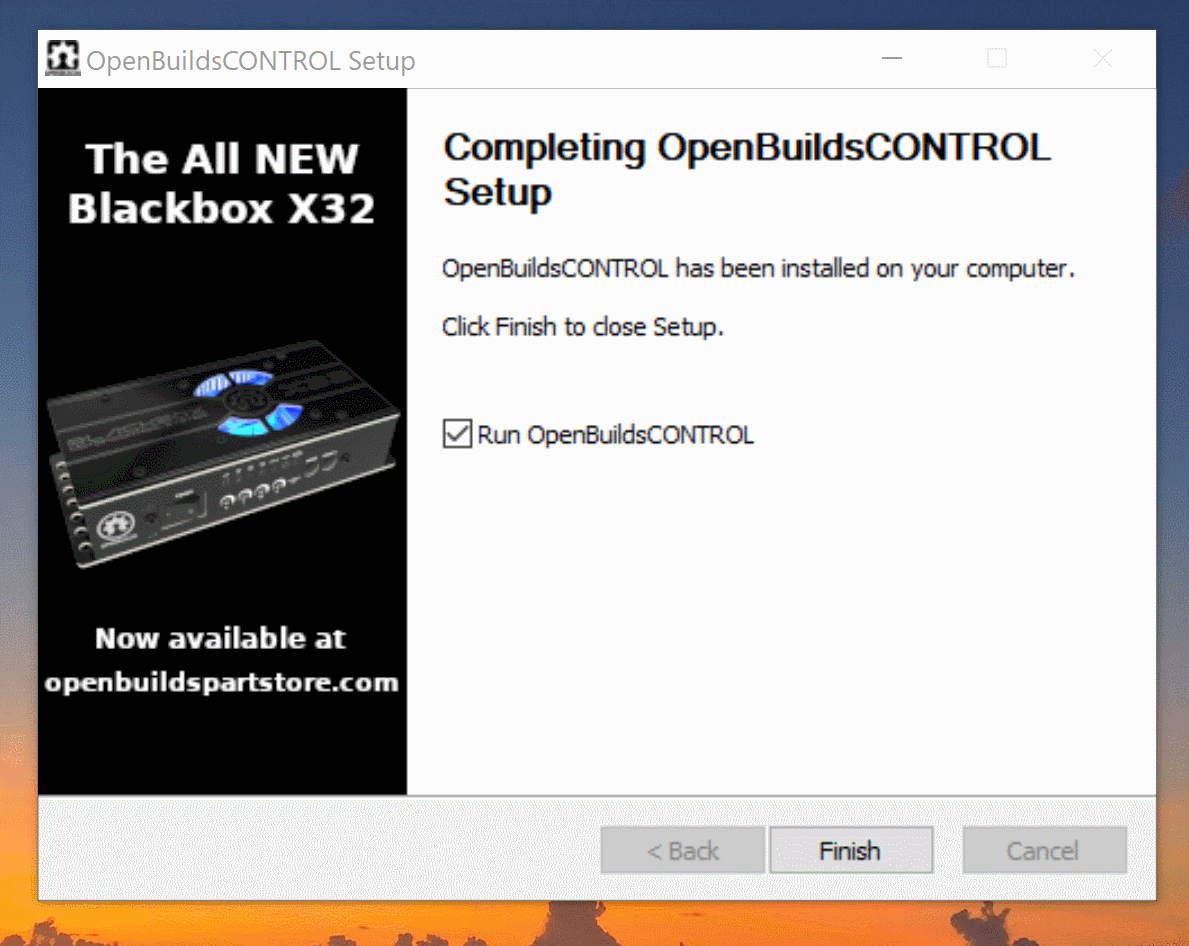 OpenBuildsCONTROL Setup
The All NEW
Blackbox X32
Now available at
openbuildspartstore.com
Completing OpenBuildsCONTROL
Setup
OpenBuildsCONTROL has been installed on your computer.
Click Finish to close Setup.
Run OpenBuildsCONTROL
< Back
Finish
Cancel